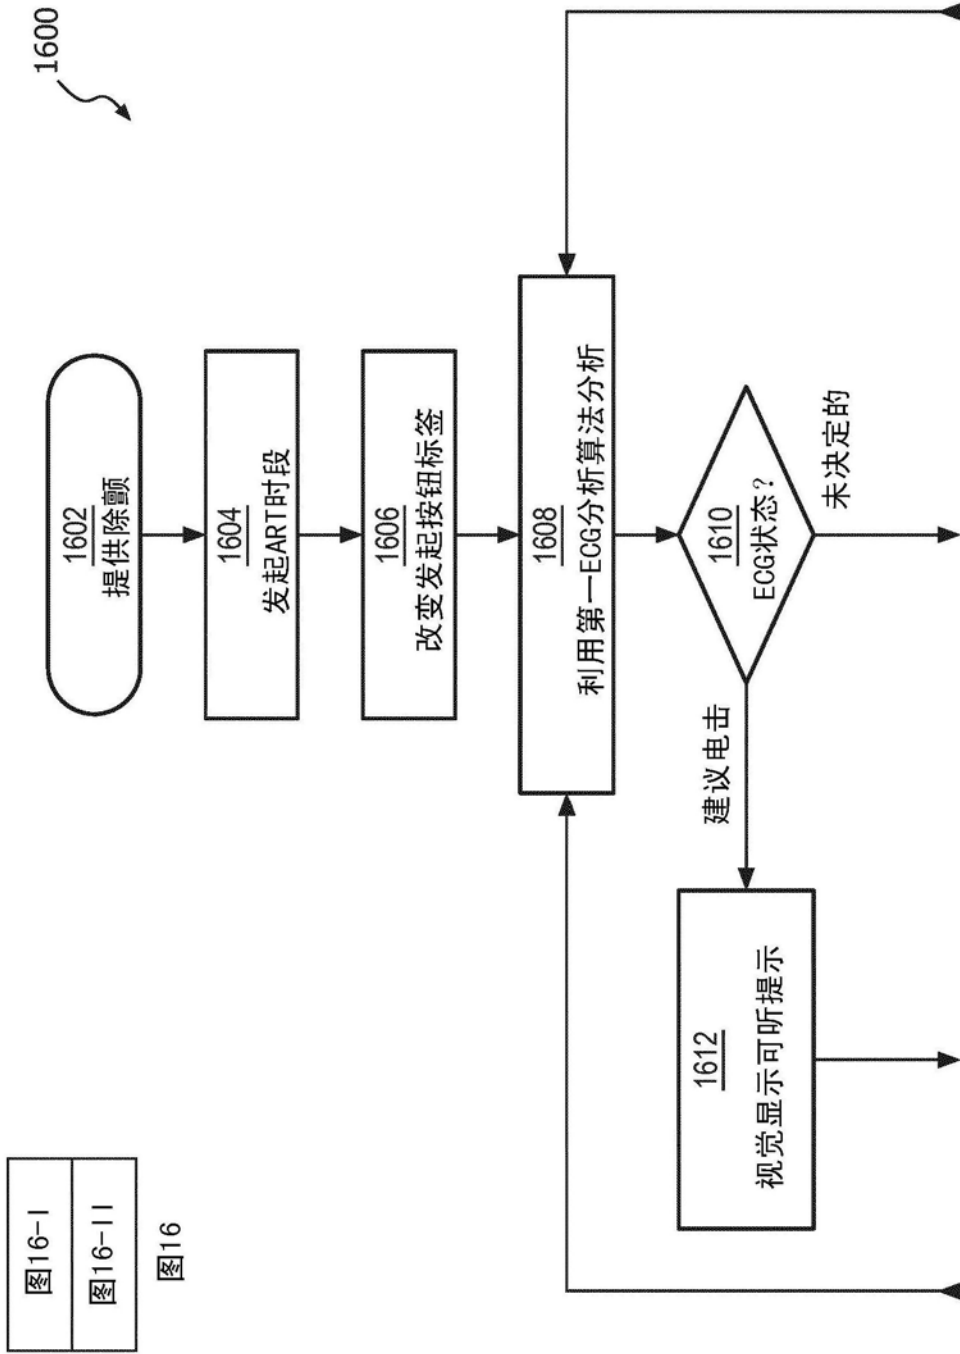 1600
1602
提供除颤
1604
发起ART时段
1606
改变发起按钮标签
1608
利用第一ECG分析算法分析
1610
ECG状态?
建议电击
未决定的
1612
视觉显示可听提示
图16-I
图16-II
图16